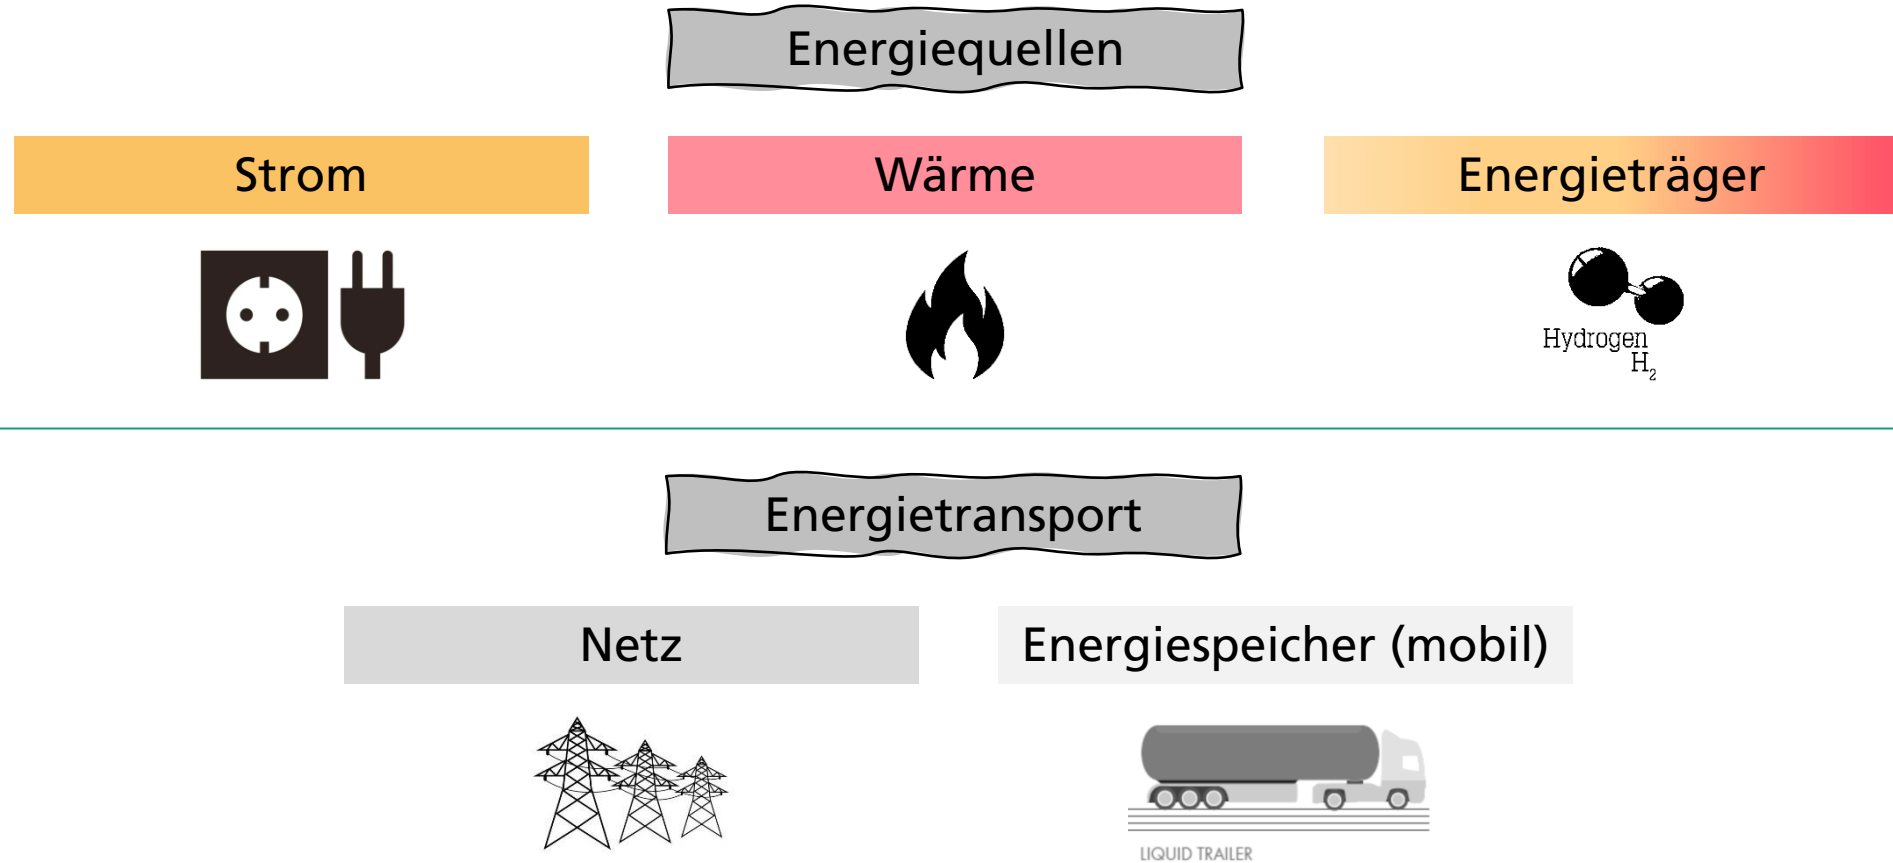 Energiequellen
Strom
Wärme
Energieträger
Hydrogen
H₂
Energietransport
Netz
Energiespeicher (mobil)
LIQUID TRAILER